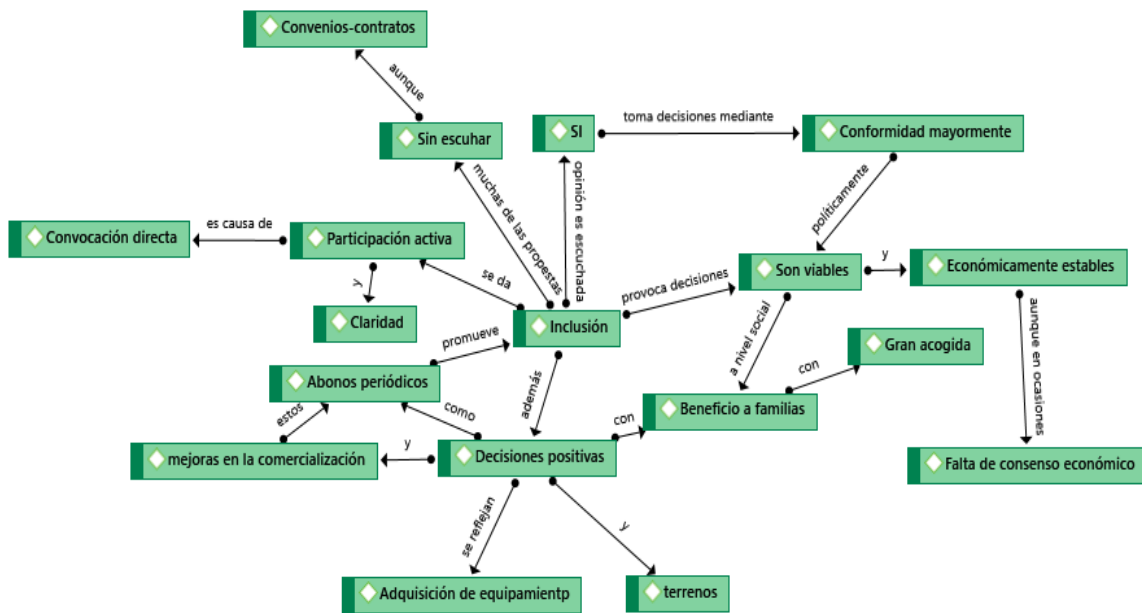 Convenios-contratos
aunque
Sin escuhar
SI
toma decisiones mediante
Conformidad mayormente
muchas de las propestas
opinión es escuchada
políticamente
Convocación directa
es causa de
Participación activa
se da
y
Claridad
provoca decisiones
Son viables
y
Económicamente estables
Inclusión
promueve
a nivel social
aunque en ocasiones
Gran acogida
con
Abonos periódicos
además
como
estos
Beneficio a familias
con
mejoras en la comercialización
y
Decisiones positivas
Falta de consenso económico
se reflejan
y
Adquisición de equipamientp
terrenos